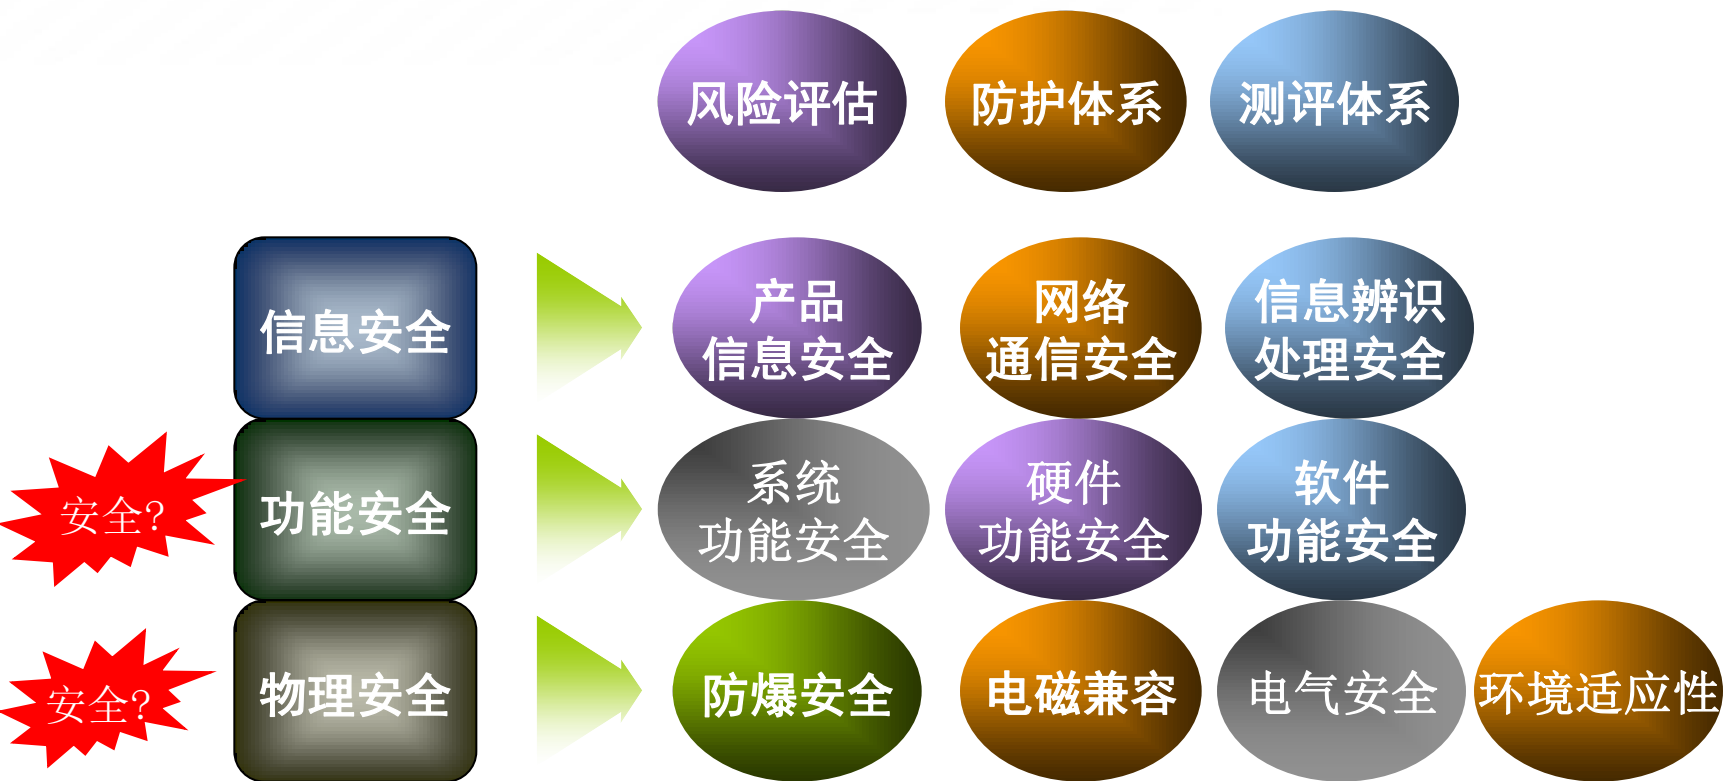 风险评估
防护体系
测评体系
信息安全
产品
信息安全
网络
通信安全
信息辨识
处理安全
安全?
功能安全
系统
功能安全
硬件
功能安全
软件
功能安全
安全?
物理安全
防爆安全
电磁兼容
电气安全
环境适应性